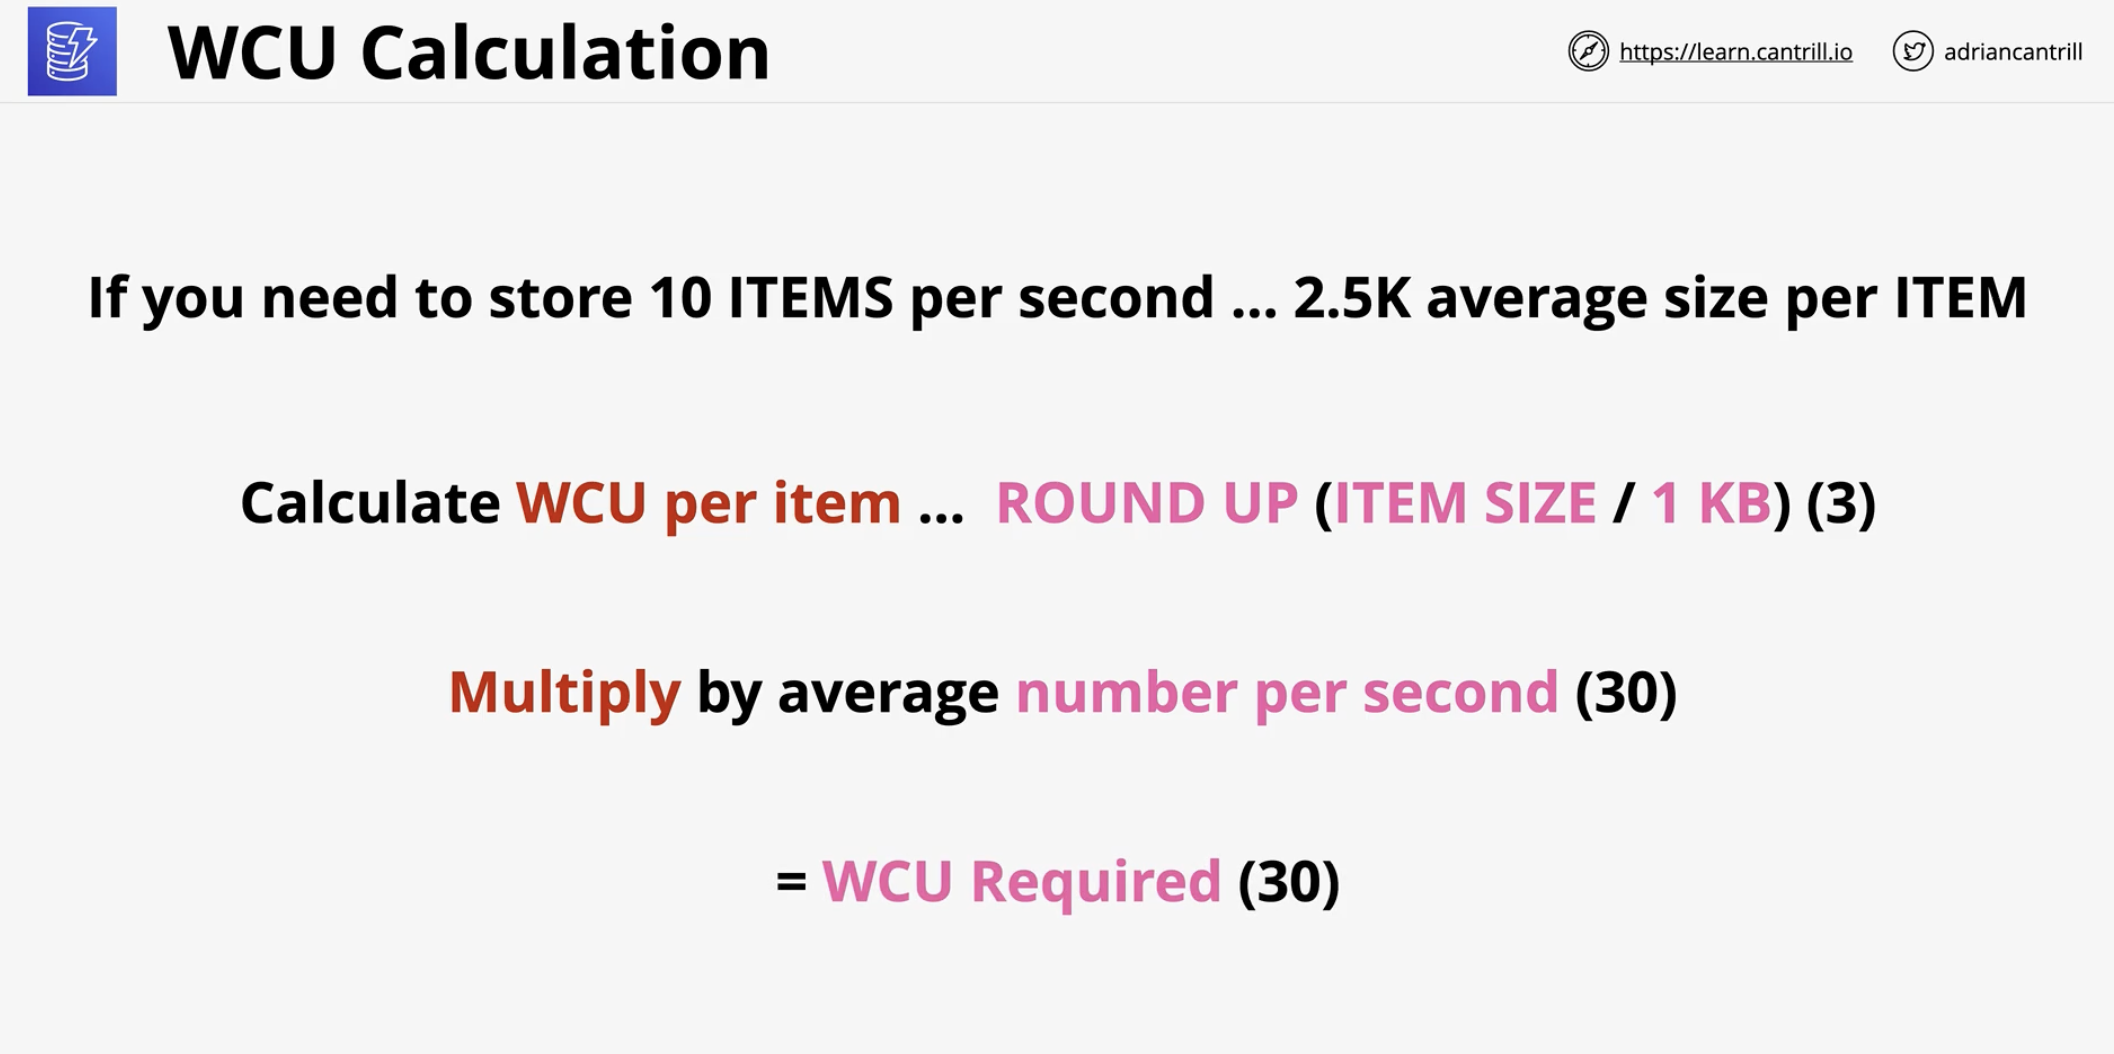 WCU Calculation
https://learn.cantrill.io
adriancantrill
If you need to store 10 ITEMS per second ... 2.5K average size per ITEM
Calculate WCU per item ... ROUND UP (ITEM SIZE / 1 KB) (3)
Multiply by average number per second (30)
= WCU Required (30)